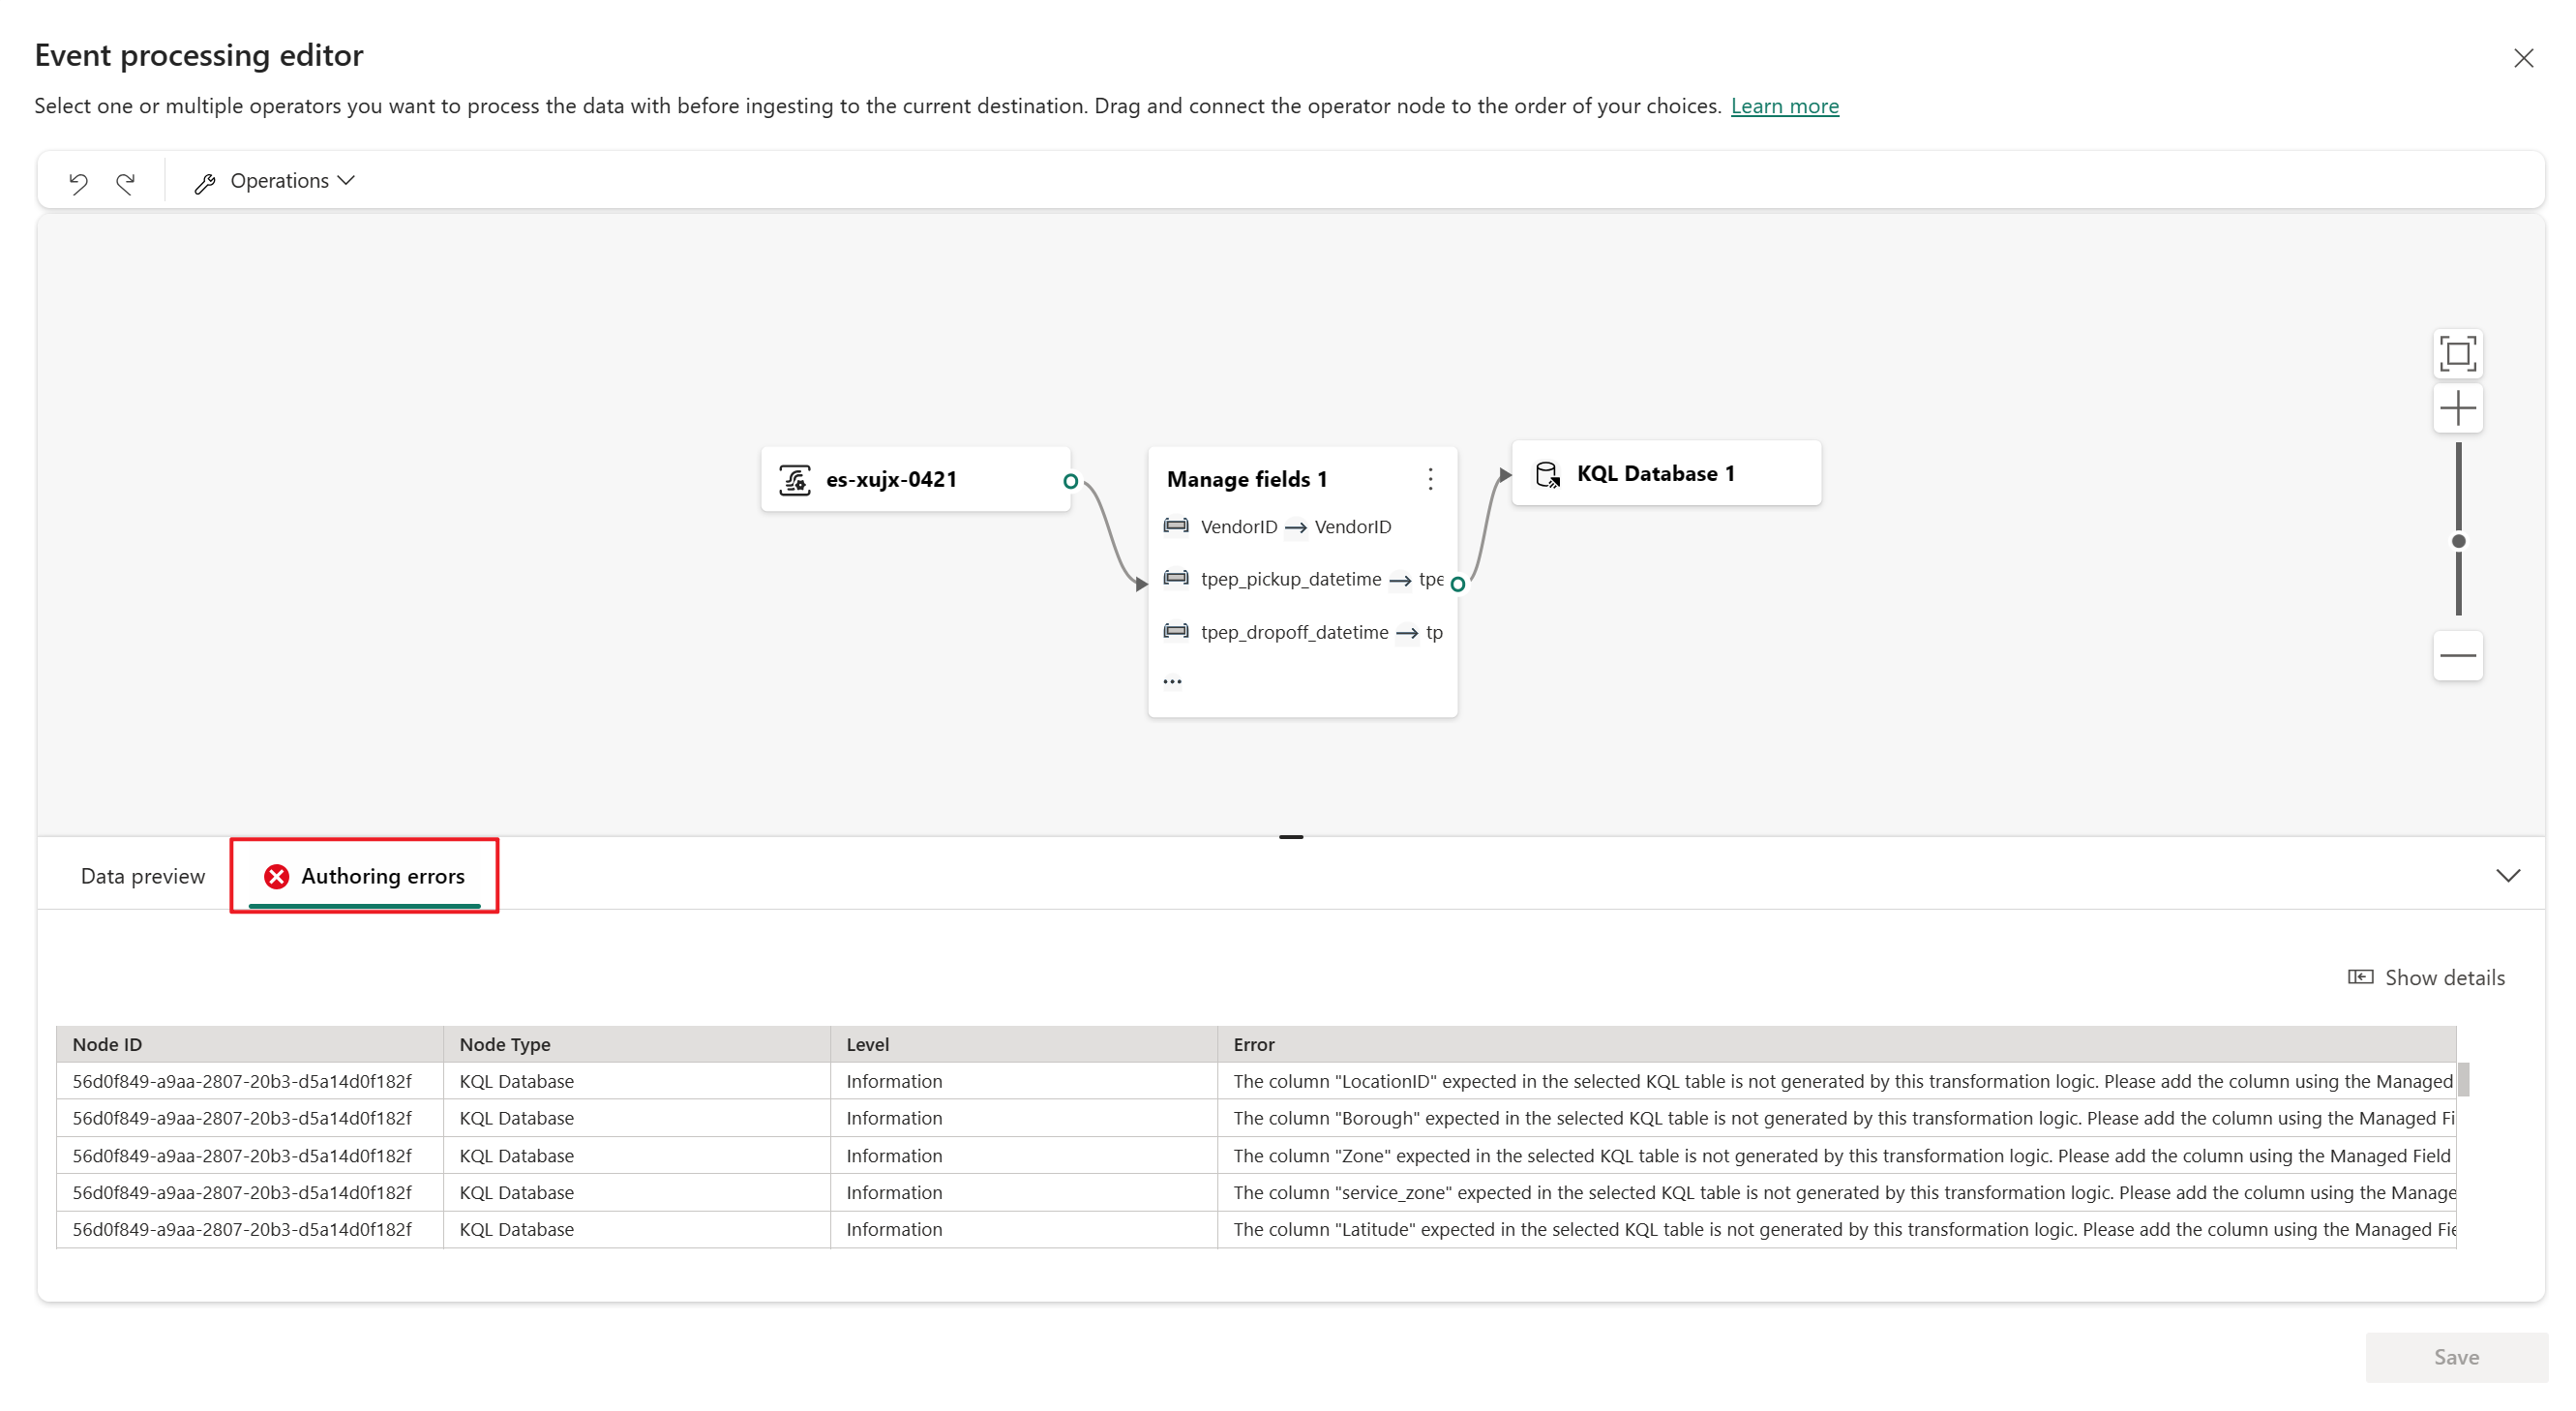 Event processing editor
Select one or multiple operators you want to process the data with before ingesting to the current destination. Drag and connect the operator node to the order of your choices. Learn more
Operations
es-xujx-0421
Manage fields 1
VendorID → VendorID
tpep_pickup_datetime → tpe
tpep_dropoff_datetime → tp
...
KQL Database 1
Data preview
Authoring errors
Show details
Node ID Node Type Level Error
56d0f849-a9aa-2807-20b3-d5a14d0f182f KQL Database Information The column "LocationID" expected in the selected KQL table is not generated by this transformation logic. Please add the column using the Managed
56d0f849-a9aa-2807-20b3-d5a14d0f182f KQL Database Information The column "Borough" expected in the selected KQL table is not generated by this transformation logic. Please add the column using the Managed Fi
56d0f849-a9aa-2807-20b3-d5a14d0f182f KQL Database Information The column "Zone" expected in the selected KQL table is not generated by this transformation logic. Please add the column using the Managed Field
56d0f849-a9aa-2807-20b3-d5a14d0f182f KQL Database Information The column "service_zone" expected in the selected KQL table is not generated by this transformation logic. Please add the column using the Manage
56d0f849-a9aa-2807-20b3-d5a14d0f182f KQL Database Information The column "Latitude" expected in the selected KQL table is not generated by this transformation logic. Please add the column using the Managed Fie
Save